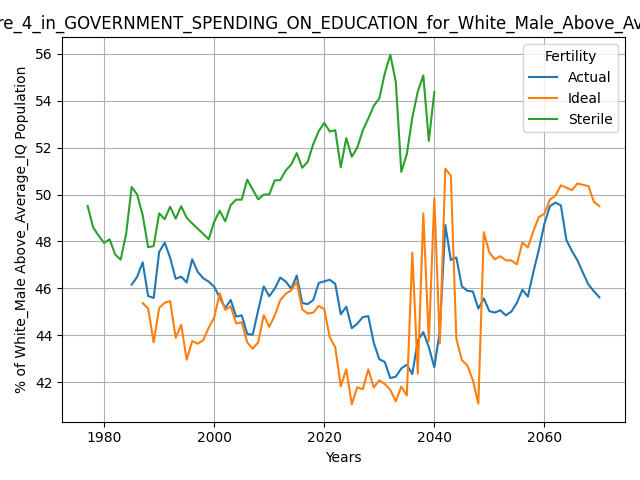 re_4_in_GOVERNMENT_SPENDING_ON_EDUCATION_for_White_Male_Above_Av
Fertility
Actual
Ideal
Sterile
% of White_Male Above_Average_IQ Population
56
54
52
50
48
46
44
42
1980 2000 2020 2040 2060
Years